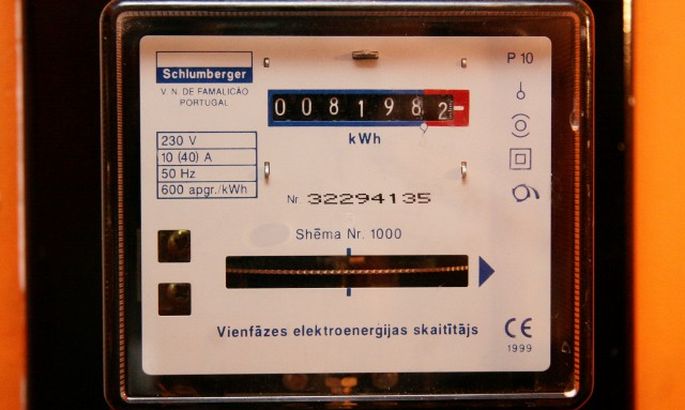 Schlumberger
V. N. DE FAMALICÃO
PORTUGAL
P 10
0081982
kWh
230 V
10 (40) A
50 Hz
600 apgr./kWh
Nr. 32294135
Shēma Nr. 1000
Vienfāzes elektroenerģijas skaitītājs
CE
1999